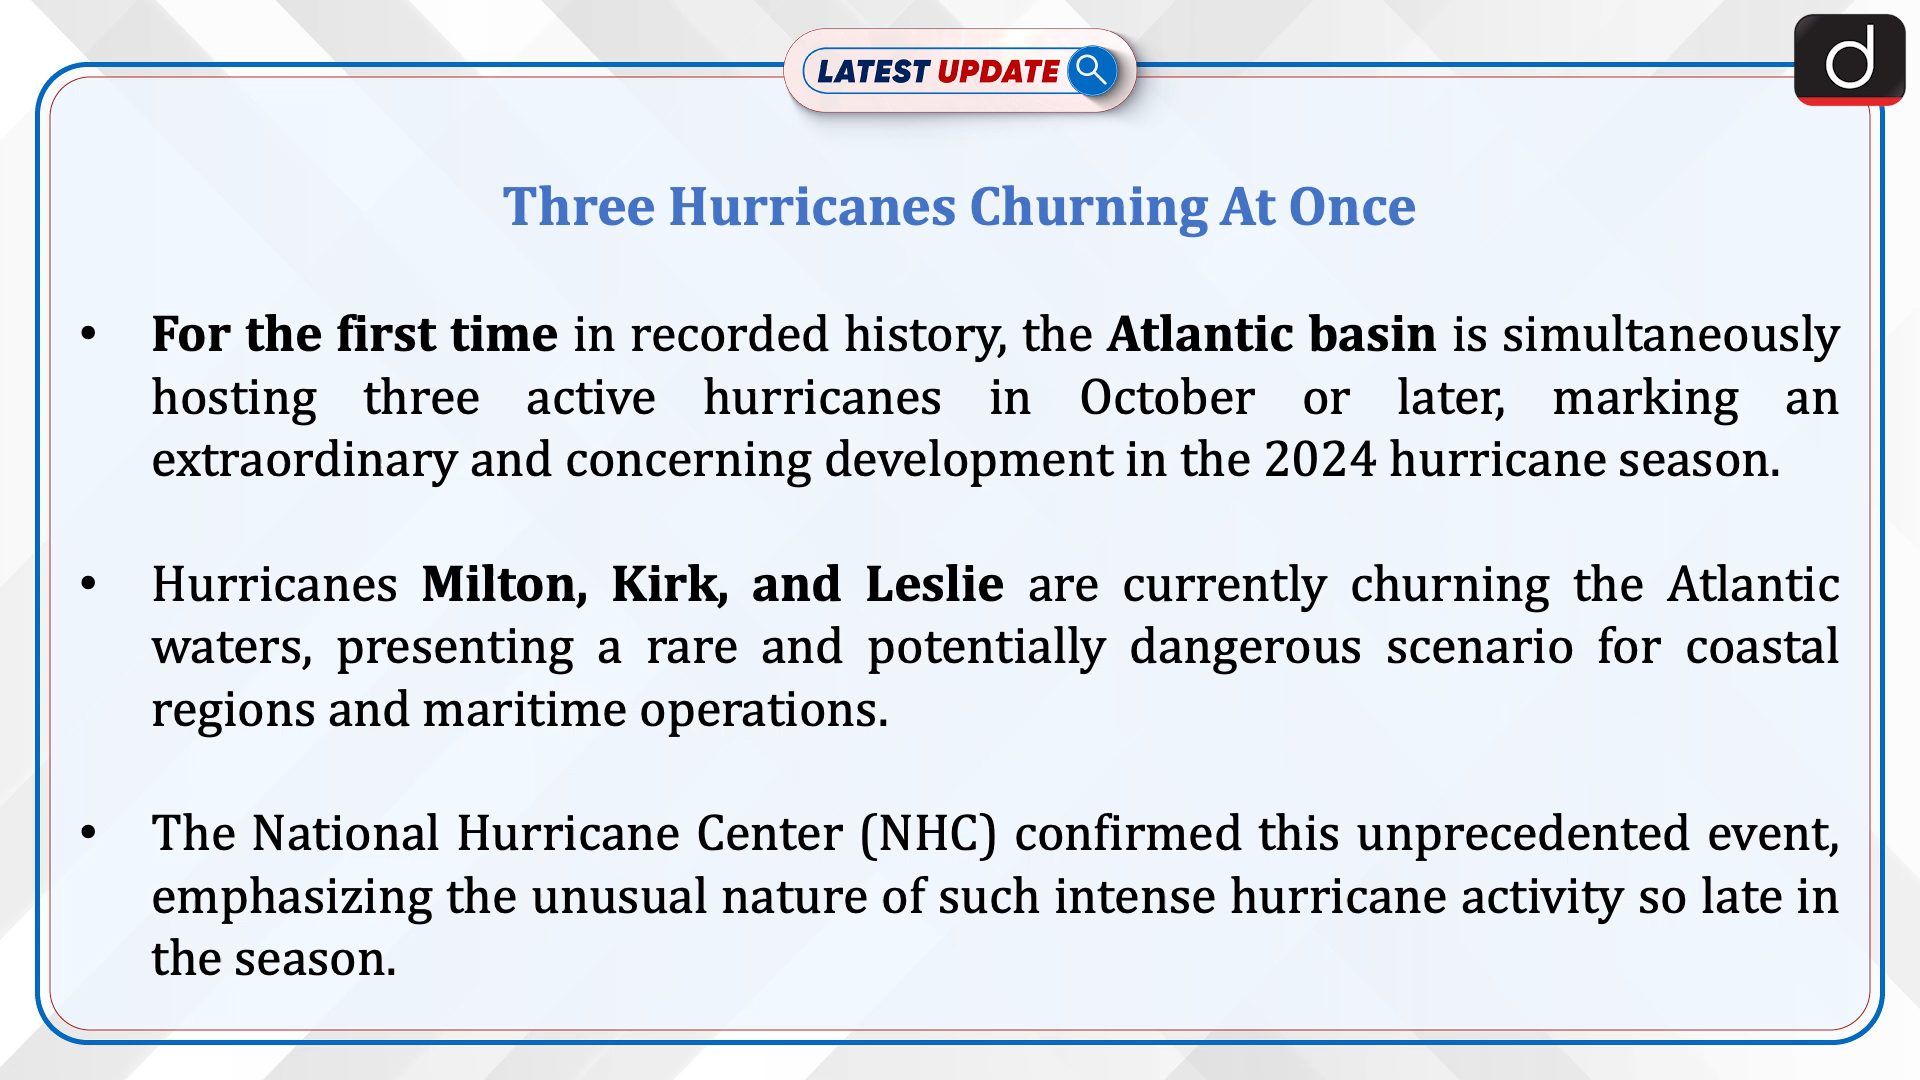 LATEST UPDATE
d
Three Hurricanes Churning At Once
• For the first time in recorded history, the Atlantic basin is simultaneously
hosting three active hurricanes in October or later, marking an
extraordinary and concerning development in the 2024 hurricane season.
• Hurricanes Milton, Kirk, and Leslie are currently churning the Atlantic
waters, presenting a rare and potentially dangerous scenario for coastal
regions and maritime operations.
• The National Hurricane Center (NHC) confirmed this unprecedented event,
emphasizing the unusual nature of such intense hurricane activity so late in
the season.